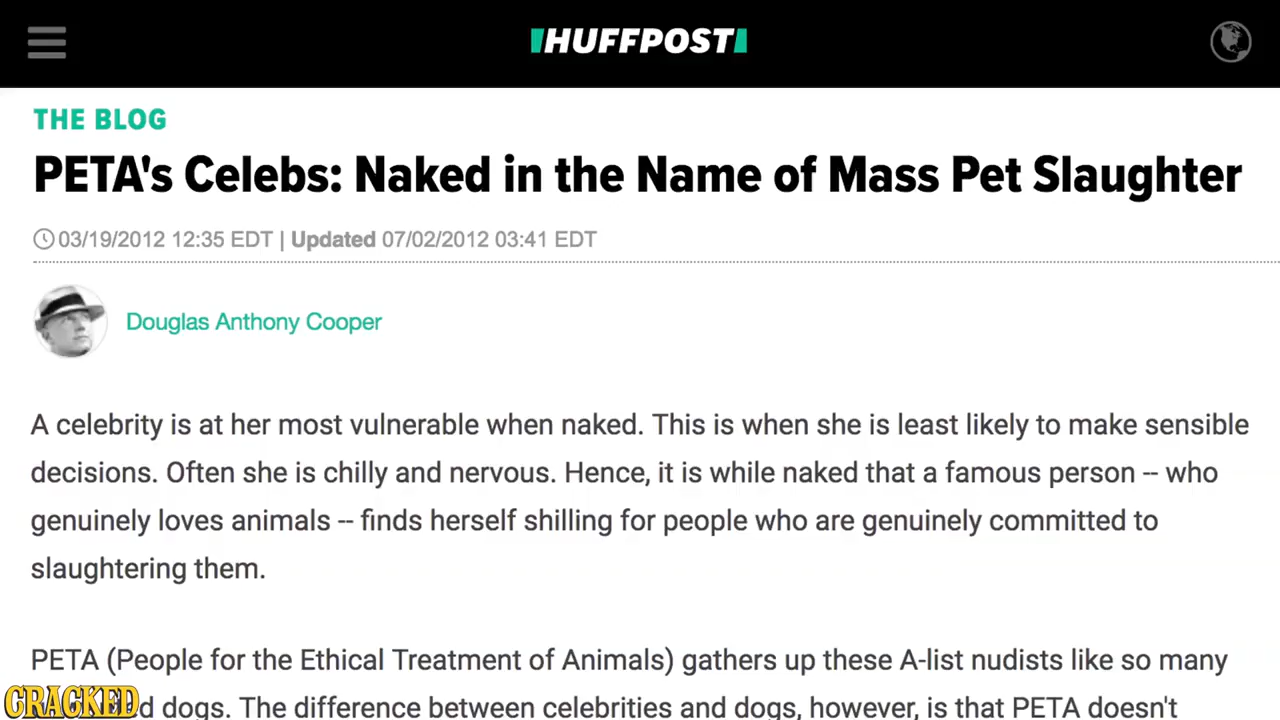 HUFFPOST
THE BLOG
PETA's Celebs: Naked in the Name of Mass Pet Slaughter
03/19/2012 12:35 EDT | Updated 07/02/2012 03:41 EDT
Douglas Anthony Cooper
A celebrity is at her most vulnerable when naked. This is when she is least likely to make sensible
decisions. Often she is chilly and nervous. Hence, it is while naked that a famous person -- who
genuinely loves animals -- finds herself shilling for people who are genuinely committed to
slaughtering them.
PETA (People for the Ethical Treatment of Animals) gathers up these A-list nudists like so many
dogs. The difference between celebrities and dogs, however, is that PETA doesn't
CRACKED